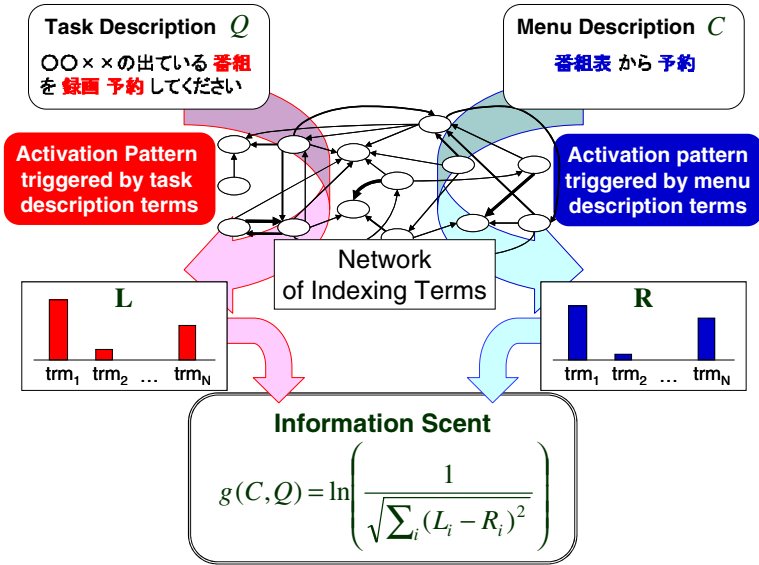 Task Description Q
〇〇××の出ている 番組
を 録画 予約 してください
Menu Description C
番組表 から 予約
Activation Pattern
triggered by task
description terms
Activation pattern
triggered by menu
description terms
Network
of Indexing Terms
L
trm₁ trm₂ … trm_N
R
trm₁ trm₂ … trm_N
Information Scent
g(C,Q) = ln(1/√(∑ᵢ(Lᵢ − Rᵢ)²))